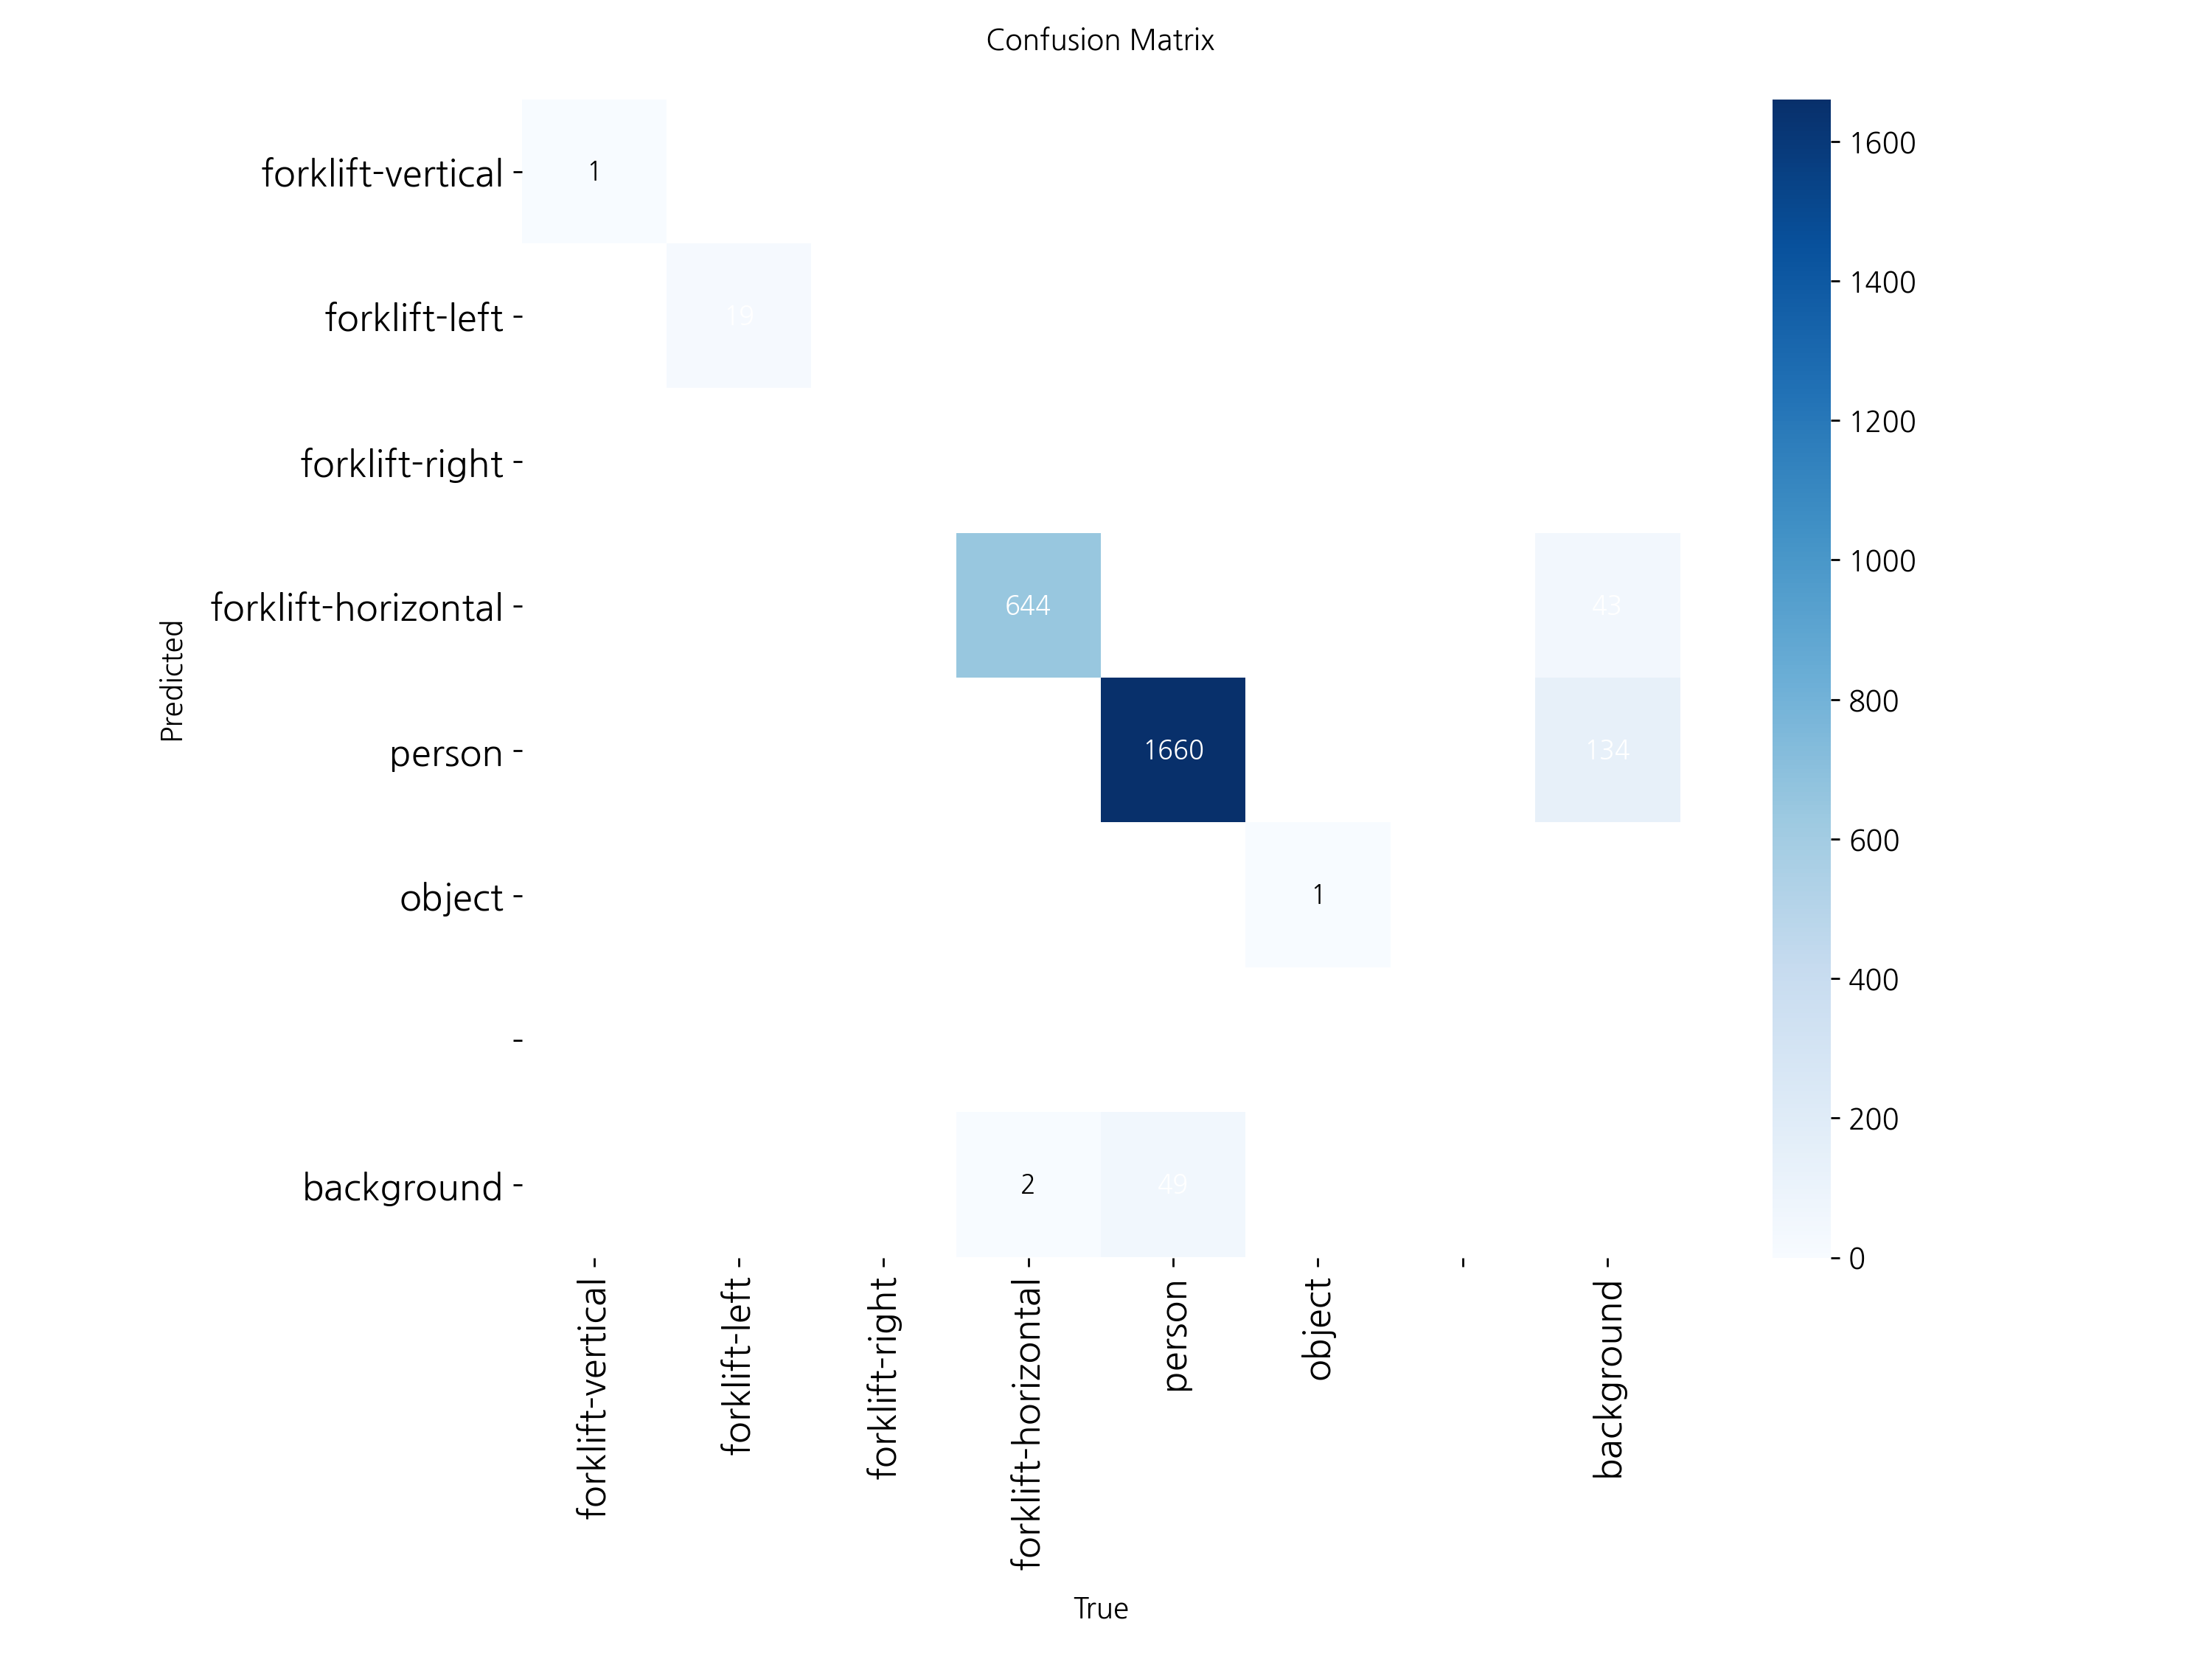 Confusion Matrix
forklift-vertical
1
forklift-left
19
forklift-right
forklift-horizontal
644
43
person
1660
134
object
1
background
2
49
Predicted
forklift-vertical
forklift-left
forklift-right
forklift-horizontal
person
object
background
True
1600
1400
1200
1000
800
600
400
200
0